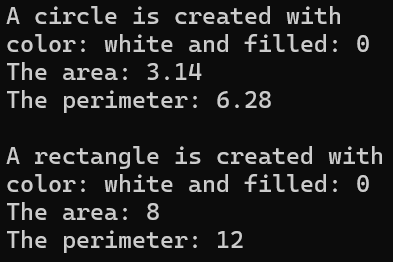 A circle is created with
color: white and filled: 0
The area: 3.14
The perimeter: 6.28

A rectangle is created with
color: white and filled: 0
The area: 8
The perimeter: 12